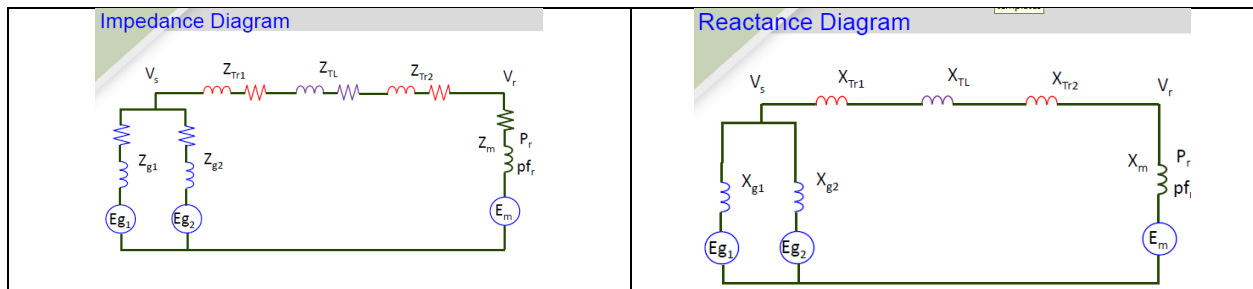 Impedance Diagram
Vs ZTr1 ZTL ZTr2 Vr
Zg1 Zg2 Zm Pr
pfr
Eg1 Eg2 Em
Reactance Diagram
Vs XTr1 XTL XTr2 Vr
Xg1 Xg2 Xm Pr
pfr
Eg1 Eg2 Em